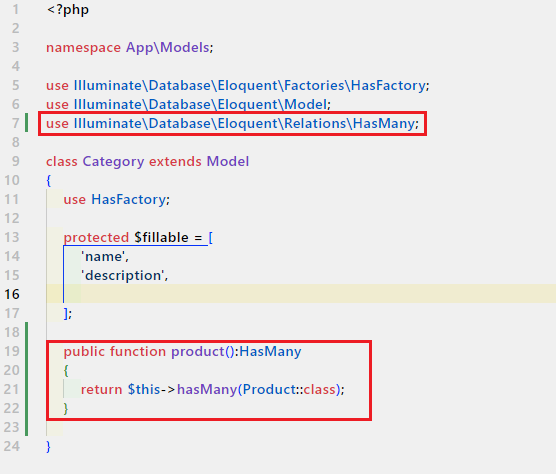 1 <?php
2
3 namespace App\Models;
4
5 use Illuminate\Database\Eloquent\Factories\HasFactory;
6 use Illuminate\Database\Eloquent\Model;
7 use Illuminate\Database\Eloquent\Relations\HasMany;
8
9 class Category extends Model
10 {
11 use HasFactory;
12
13 protected $fillable = [
14 'name',
15 'description',
16
17 ];
18
19 public function product():HasMany
20 {
21 return $this->hasMany(Product::class);
22 }
23
24 }